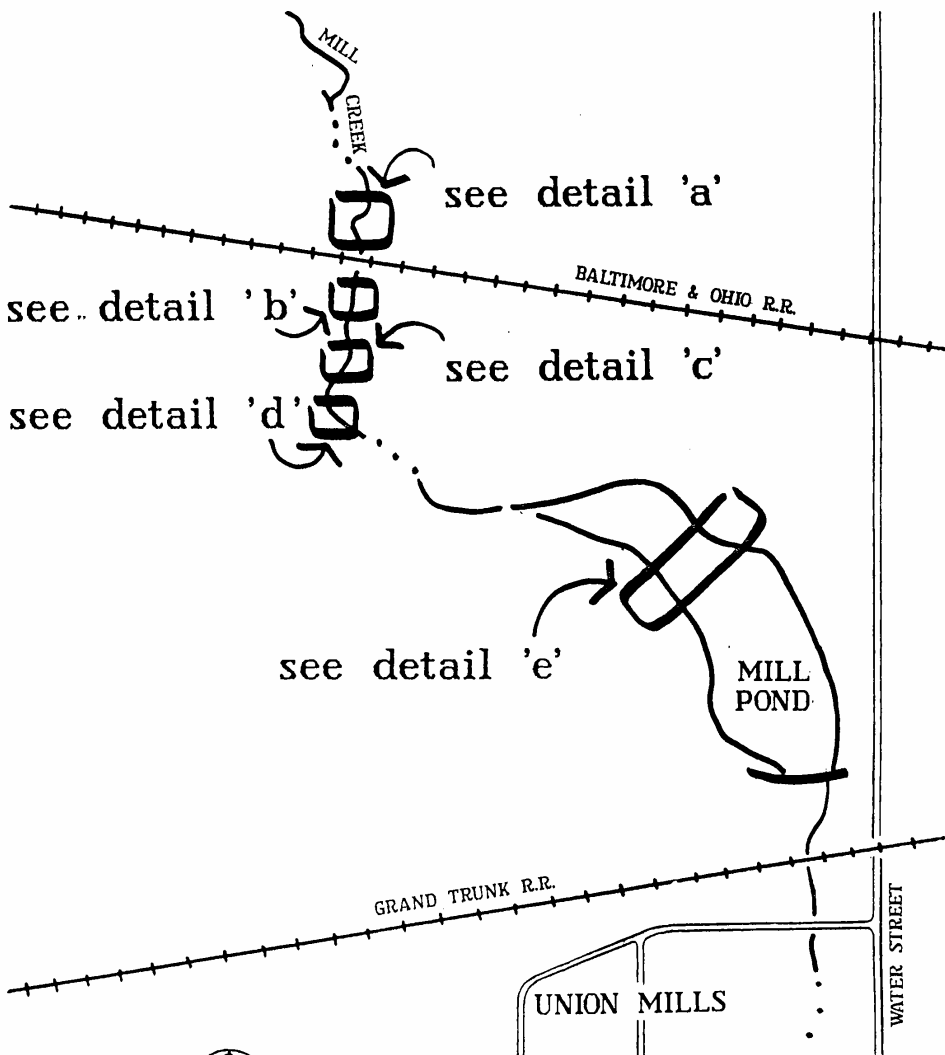 MILL
CREEK
see detail 'a'
BALTIMORE & OHIO R.R.
see detail 'b'
see detail 'c'
see detail 'd'
see detail 'e'
MILL
POND
GRAND TRUNK R.R.
WATER STREET
UNION MILLS